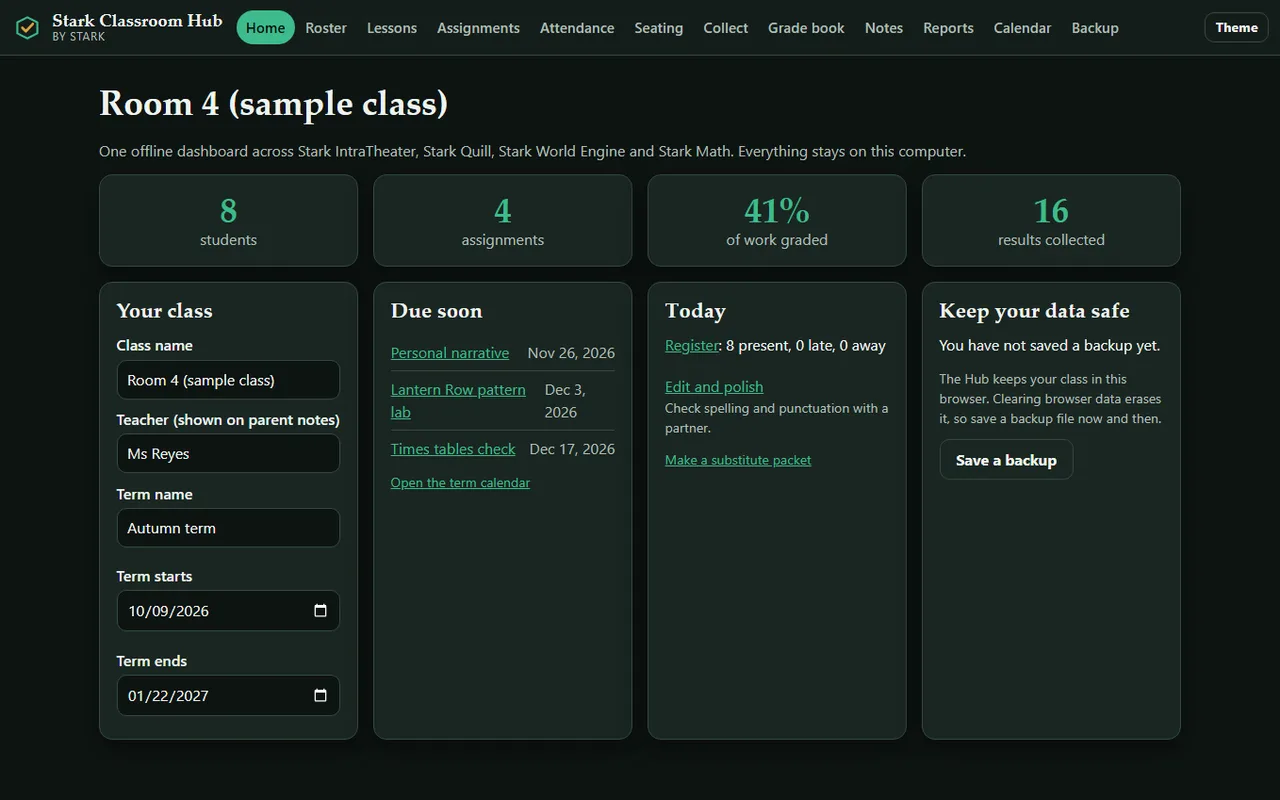 Stark Classroom Hub
BY STARK
Home
Roster
Lessons
Assignments
Attendance
Seating
Collect
Grade book
Notes
Reports
Calendar
Backup
Theme
Room 4 (sample class)
One offline dashboard across Stark IntraTheater, Stark Quill, Stark World Engine and Stark Math. Everything stays on this computer.
8
students
4
assignments
41%
of work graded
16
results collected
Your class
Class name
Room 4 (sample class)
Teacher (shown on parent notes)
Ms Reyes
Term name
Autumn term
Term starts
10/09/2026
Term ends
01/22/2027
Due soon
Personal narrative Nov 26, 2026
Lantern Row pattern lab Dec 3, 2026
Times tables check Dec 17, 2026
Open the term calendar
Today
Register: 8 present, 0 late, 0 away
Edit and polish
Check spelling and punctuation with a
partner.
Make a substitute packet
Keep your data safe
You have not saved a backup yet.
The Hub keeps your class in this
browser. Clearing browser data erases
it, so save a backup file now and then.
Save a backup